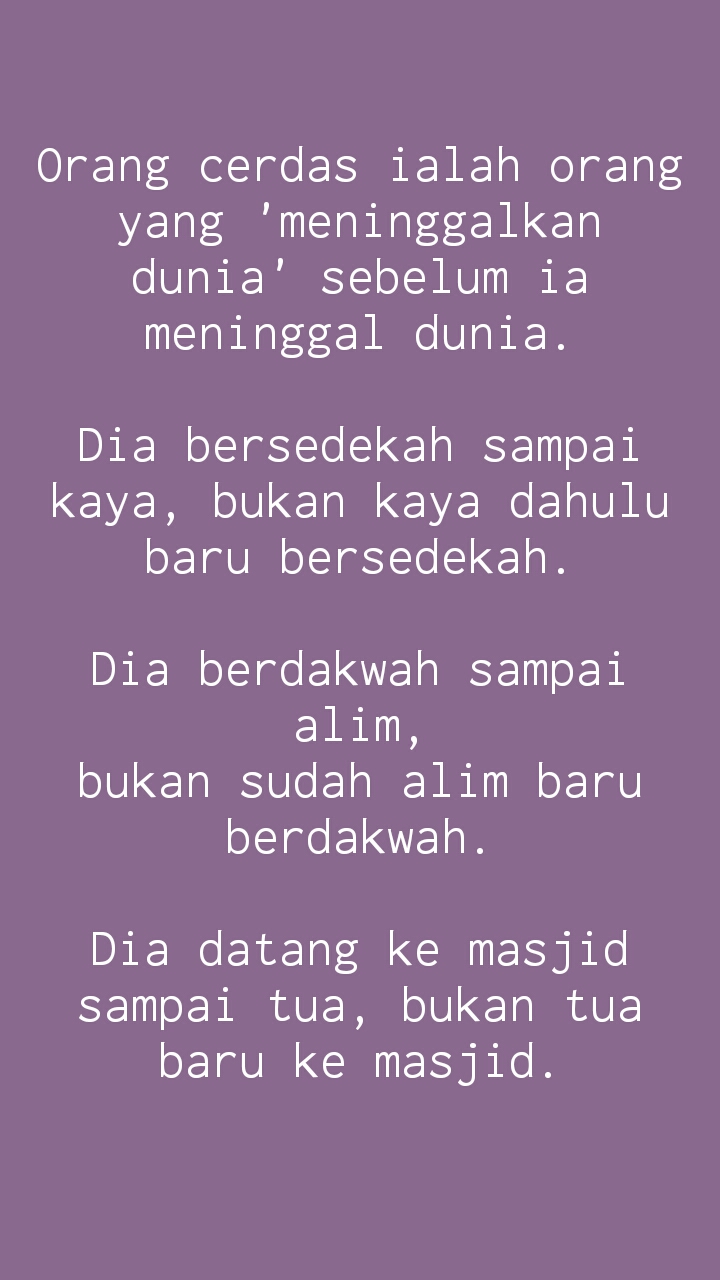 Orang cerdas ialah orang
yang 'meninggalkan
dunia' sebelum ia
meninggal dunia.
Dia bersedekah sampai
kaya, bukan kaya dahulu
baru bersedekah.
Dia berdakwah sampai
alim,
bukan sudah alim baru
berdakwah.
Dia datang ke masjid
sampai tua, bukan tua
baru ke masjid.